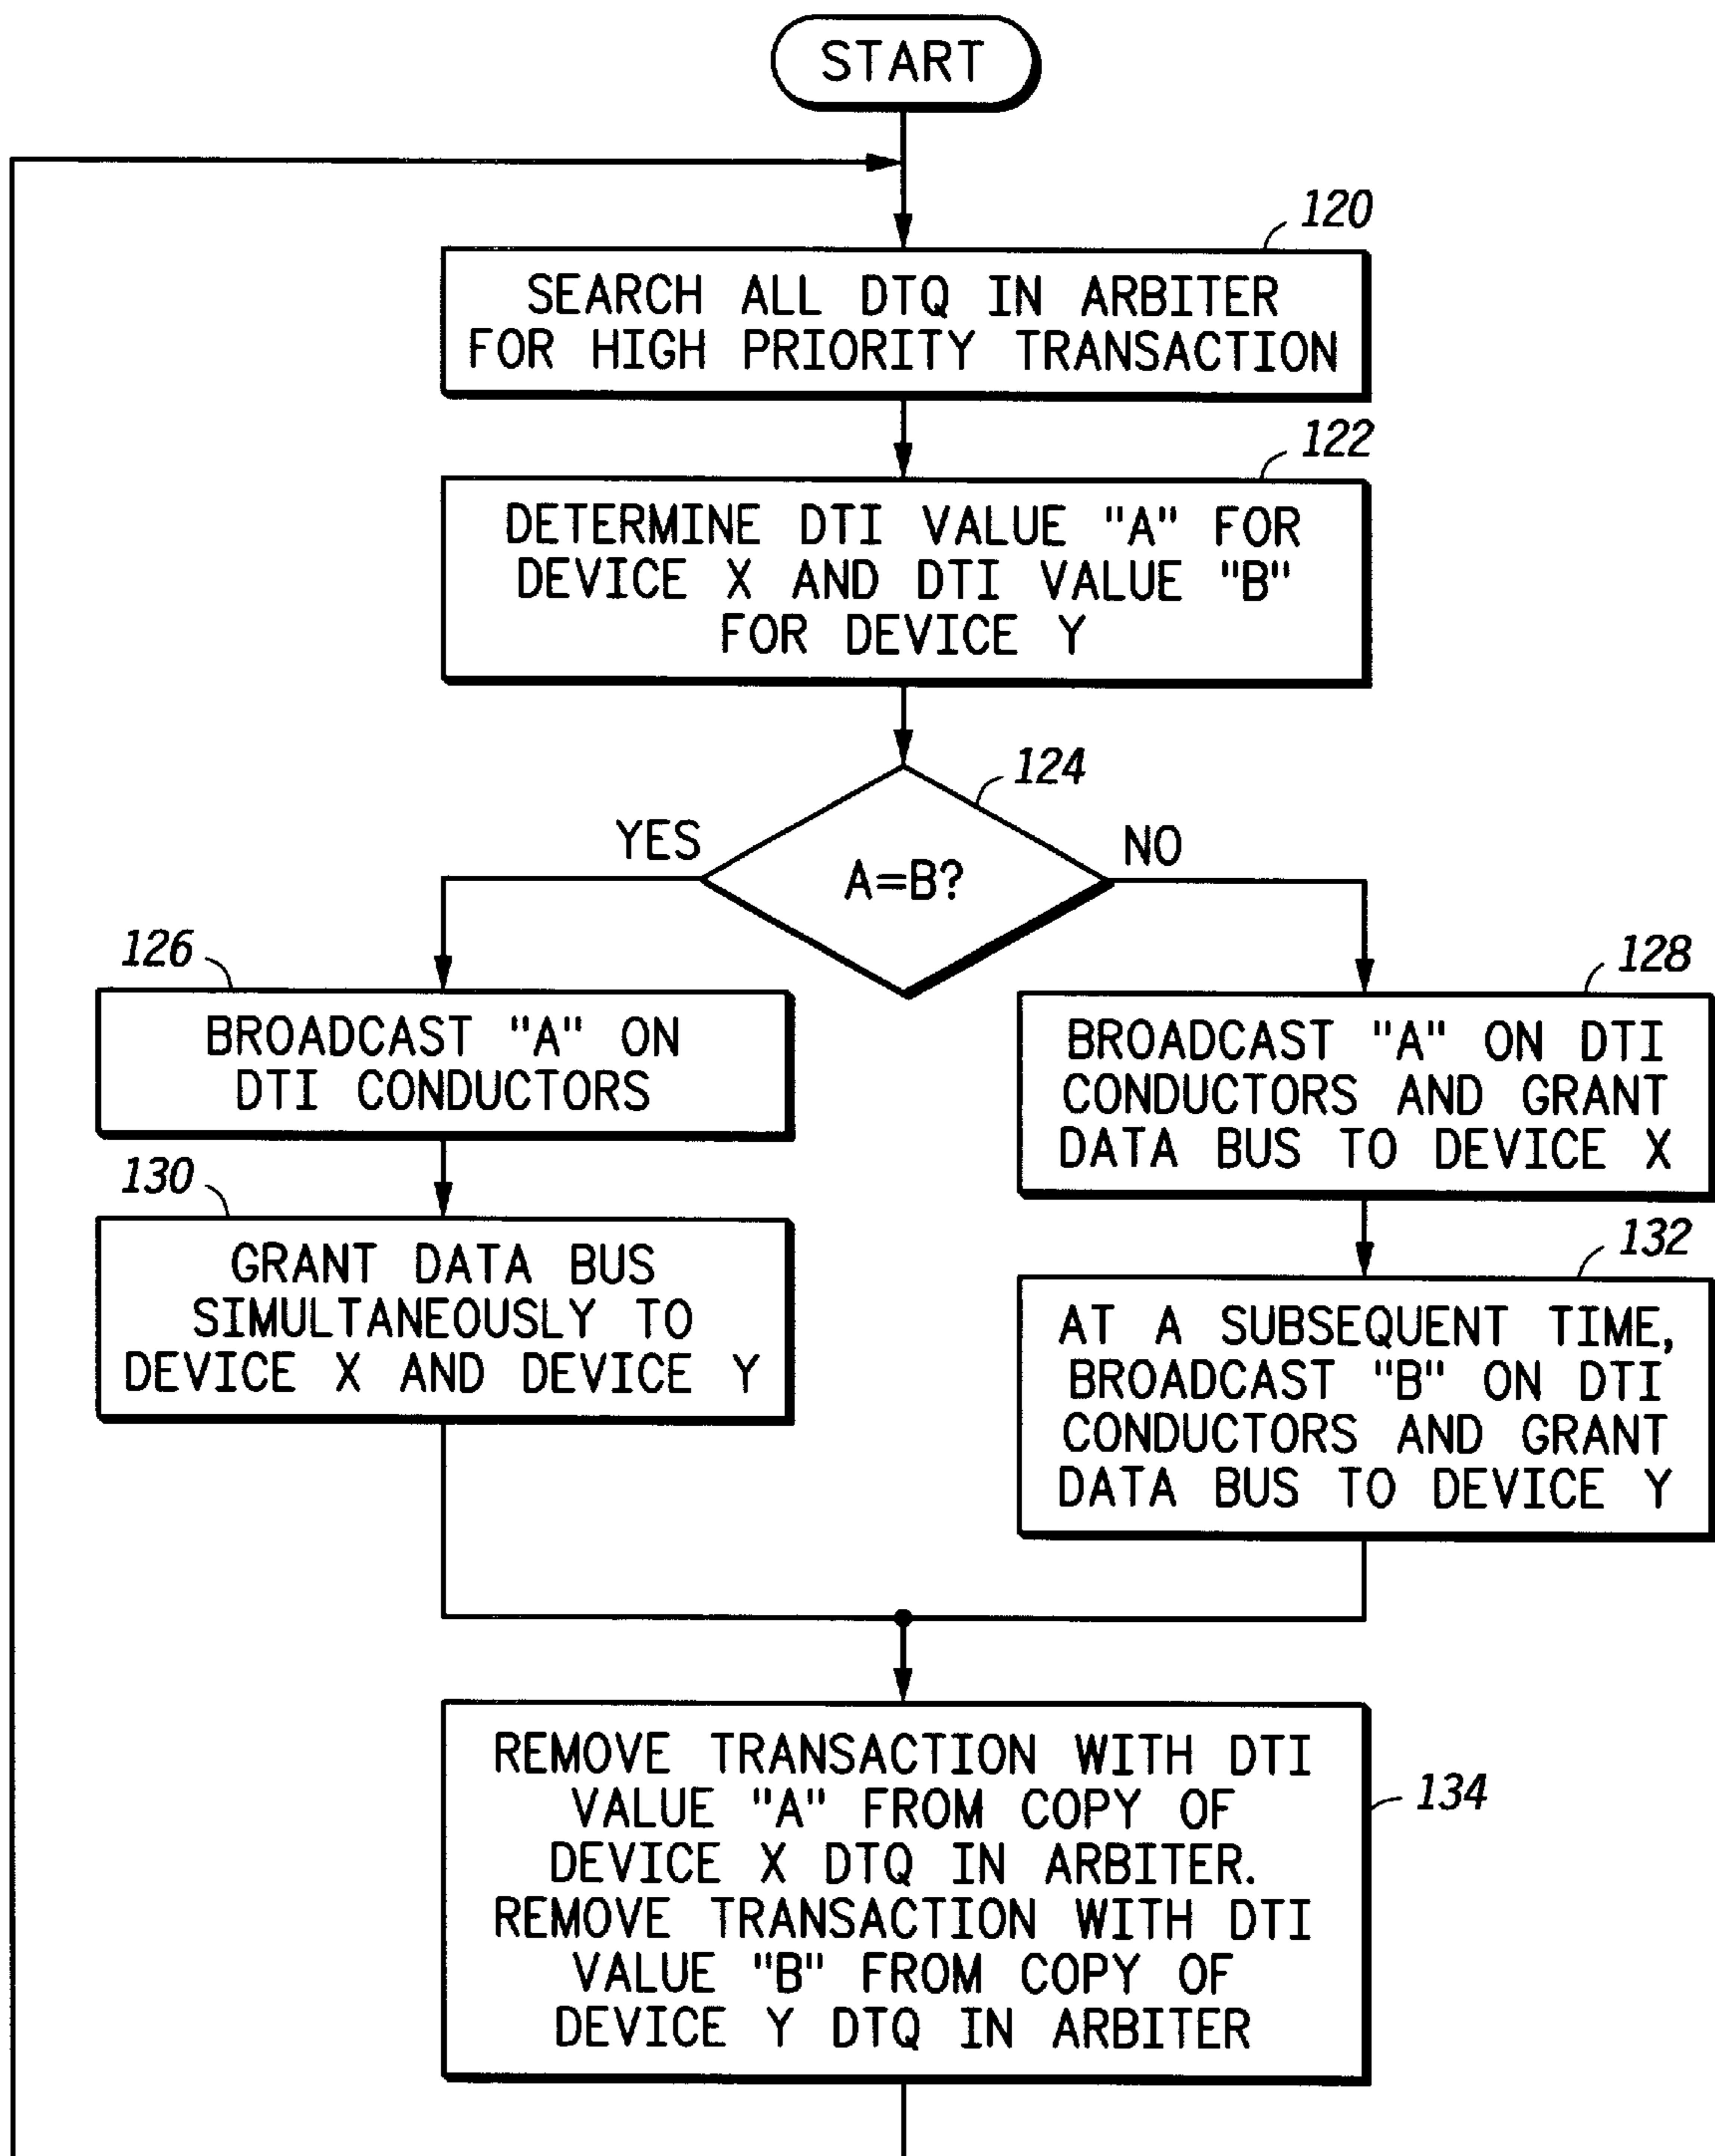 START
120
SEARCH ALL DTQ IN ARBITER
FOR HIGH PRIORITY TRANSACTION
122
DETERMINE DTI VALUE "A" FOR
DEVICE X AND DTI VALUE "B"
FOR DEVICE Y
124
YES
NO
A=B?
126
BROADCAST "A" ON
DTI CONDUCTORS
128
BROADCAST "A" ON DTI
CONDUCTORS AND GRANT
DATA BUS TO DEVICE X
130
GRANT DATA BUS
SIMULTANEOUSLY TO
DEVICE X AND DEVICE Y
132
AT A SUBSEQUENT TIME,
BROADCAST "B" ON DTI
CONDUCTORS AND GRANT
DATA BUS TO DEVICE Y
REMOVE TRANSACTION WITH DTI
VALUE "A" FROM COPY OF
DEVICE X DTQ IN ARBITER.
REMOVE TRANSACTION WITH DTI
VALUE "B" FROM COPY OF
DEVICE Y DTQ IN ARBITER
134